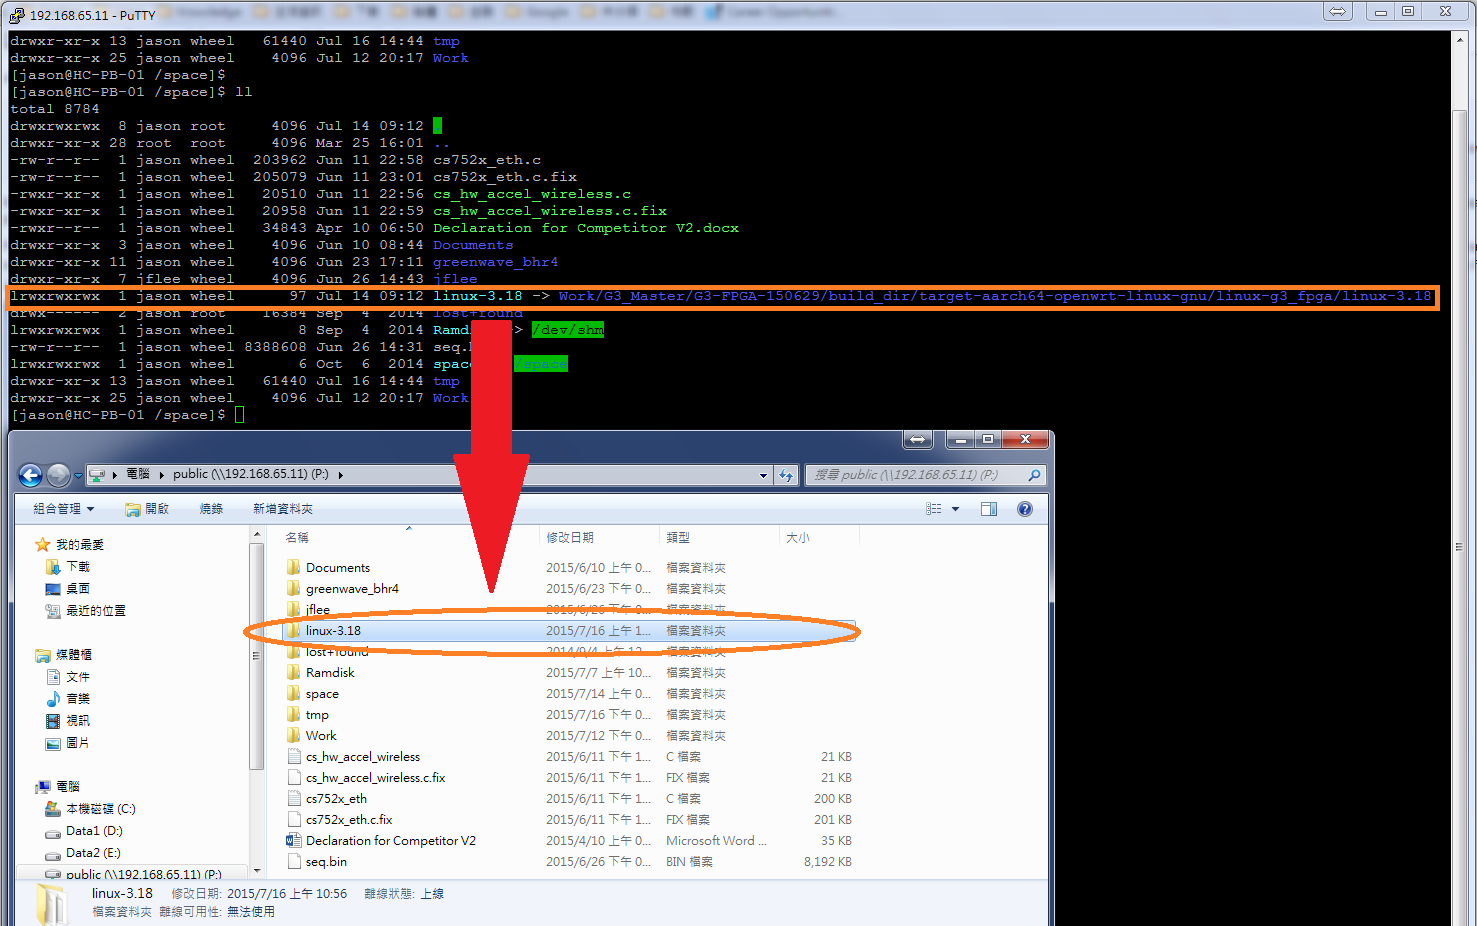 192.168.65.11 - PuTTY
drwxr-xr-x 13 jason wheel   61440 Jul 16 14:44 tmp
drwxr-xr-x 25 jason wheel    4096 Jul 12 20:17 Work
[jason@HC-PB-01 /space]$
[jason@HC-PB-01 /space]$ ll
total 8784
drwxrwxrwx  8 jason root     4096 Jul 14 09:12 .
drwxr-xr-x 28 root  root     4096 Mar 25 16:01 ..
-rw-r--r--  1 jason wheel  203962 Jun 11 22:58 cs752x_eth.c
-rw-r--r--  1 jason wheel  205079 Jun 11 23:01 cs752x_eth.c.fix
-rwxr-xr-x  1 jason wheel   20510 Jun 11 22:56 cs_hw_accel_wireless.c
-rwxr-xr-x  1 jason wheel   20958 Jun 11 22:59 cs_hw_accel_wireless.c.fix
-rwxr--r--  1 jason wheel   34843 Apr 10 06:50 Declaration for Competitor V2.docx
drwxr-xr-x  3 jason wheel    4096 Jun 10 08:44 Documents
drwxr-xr-x 11 jason wheel    4096 Jun 23 17:11 greenwave_bhr4
drwxr-xr-x  7 jflee wheel    4096 Jun 26 14:43 jflee
lrwxrwxrwx  1 jason wheel      97 Jul 14 09:12 linux-3.18 -> Work/G3_Master/G3-FPGA-150629/build_dir/target-aarch64-openwrt-linux-gnu/linux-g3_fpga/linux-3.18
drwx------  2 jason root    16384 Sep  4  2014 lost+found
lrwxrwxrwx  1 jason wheel       8 Sep  4  2014 Ramdi > /dev/shm
-rw-r--r--  1 jason wheel 8388608 Jun 26 14:31 seq.
lrwxrwxrwx  1 jason wheel       6 Oct  6  2014 space /space
drwxr-xr-x 13 jason wheel   61440 Jul 16 14:44 tmp
drwxr-xr-x 25 jason wheel    4096 Jul 12 20:17 Work
[jason@HC-PB-01 /space]$
電腦 public (\\192.168.65.11) (P:)
搜尋 public (\\192.168.65.11) (P:)
組合管理 開啟 燒錄 新增資料夾
名稱 修改日期 類型 大小
我的最愛
下載
桌面
最近的位置
媒體櫃
文件
音樂
視訊
圖片
電腦
本機磁碟 (C:)
Data1 (D:)
Data2 (E:)
public (\\192.168.65.11) (P:)
Documents 2015/6/10 上午 0... 檔案資料夾
greenwave_bhr4 2015/6/23 下午 0... 檔案資料夾
jflee 2015/6/26 下午 0... 檔案資料夾
linux-3.18 2015/7/16 上午 1... 檔案資料夾
lost+found 2014/9/4 上午 12... 檔案資料夾
Ramdisk 2015/7/7 上午 10... 檔案資料夾
space 2015/7/14 上午 0... 檔案資料夾
tmp 2015/7/16 下午 0... 檔案資料夾
Work 2015/7/12 下午 0... 檔案資料夾
cs_hw_accel_wireless 2015/6/11 下午 1... C 檔案 21 KB
cs_hw_accel_wireless.c.fix 2015/6/11 下午 1... FIX 檔案 21 KB
cs752x_eth 2015/6/11 下午 1... C 檔案 200 KB
cs752x_eth.c.fix 2015/6/11 下午 1... FIX 檔案 201 KB
Declaration for Competitor V2 2015/4/10 上午 0... Microsoft Word ... 35 KB
seq.bin 2015/6/26 下午 0... BIN 檔案 8,192 KB
linux-3.18 修改日期: 2015/7/16 上午 10:56 離線狀態: 上線
檔案資料夾 離線可用性: 無法使用